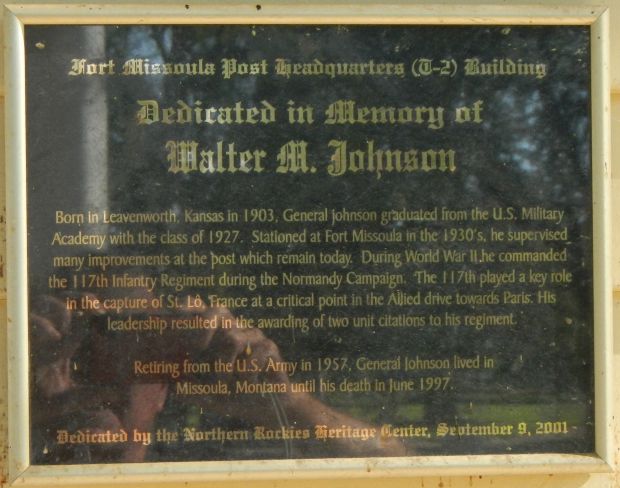 Fort Missoula Post Headquarters (T-2) Building
Dedicated in Memory of
Walter M. Johnson
Born in Leavenworth, Kansas in 1903, General Johnson graduated from the U.S. Military
Academy with the class of 1927. Stationed at Fort Missoula in the 1930's, he supervised
many improvements at the post which remain today. During World War II he commanded
the 117th Infantry Regiment during the Normandy Campaign. The 117th played a key role
in the capture of St. Lô, France at a critical point in the Allied drive towards Paris. His
leadership resulted in the awarding of two unit citations to his regiment.
Retiring from the U.S. Army in 1957, General Johnson lived in
Missoula, Montana until his death in June 1997.
Dedicated by the Northern Rockies Heritage Center, September 9, 2001